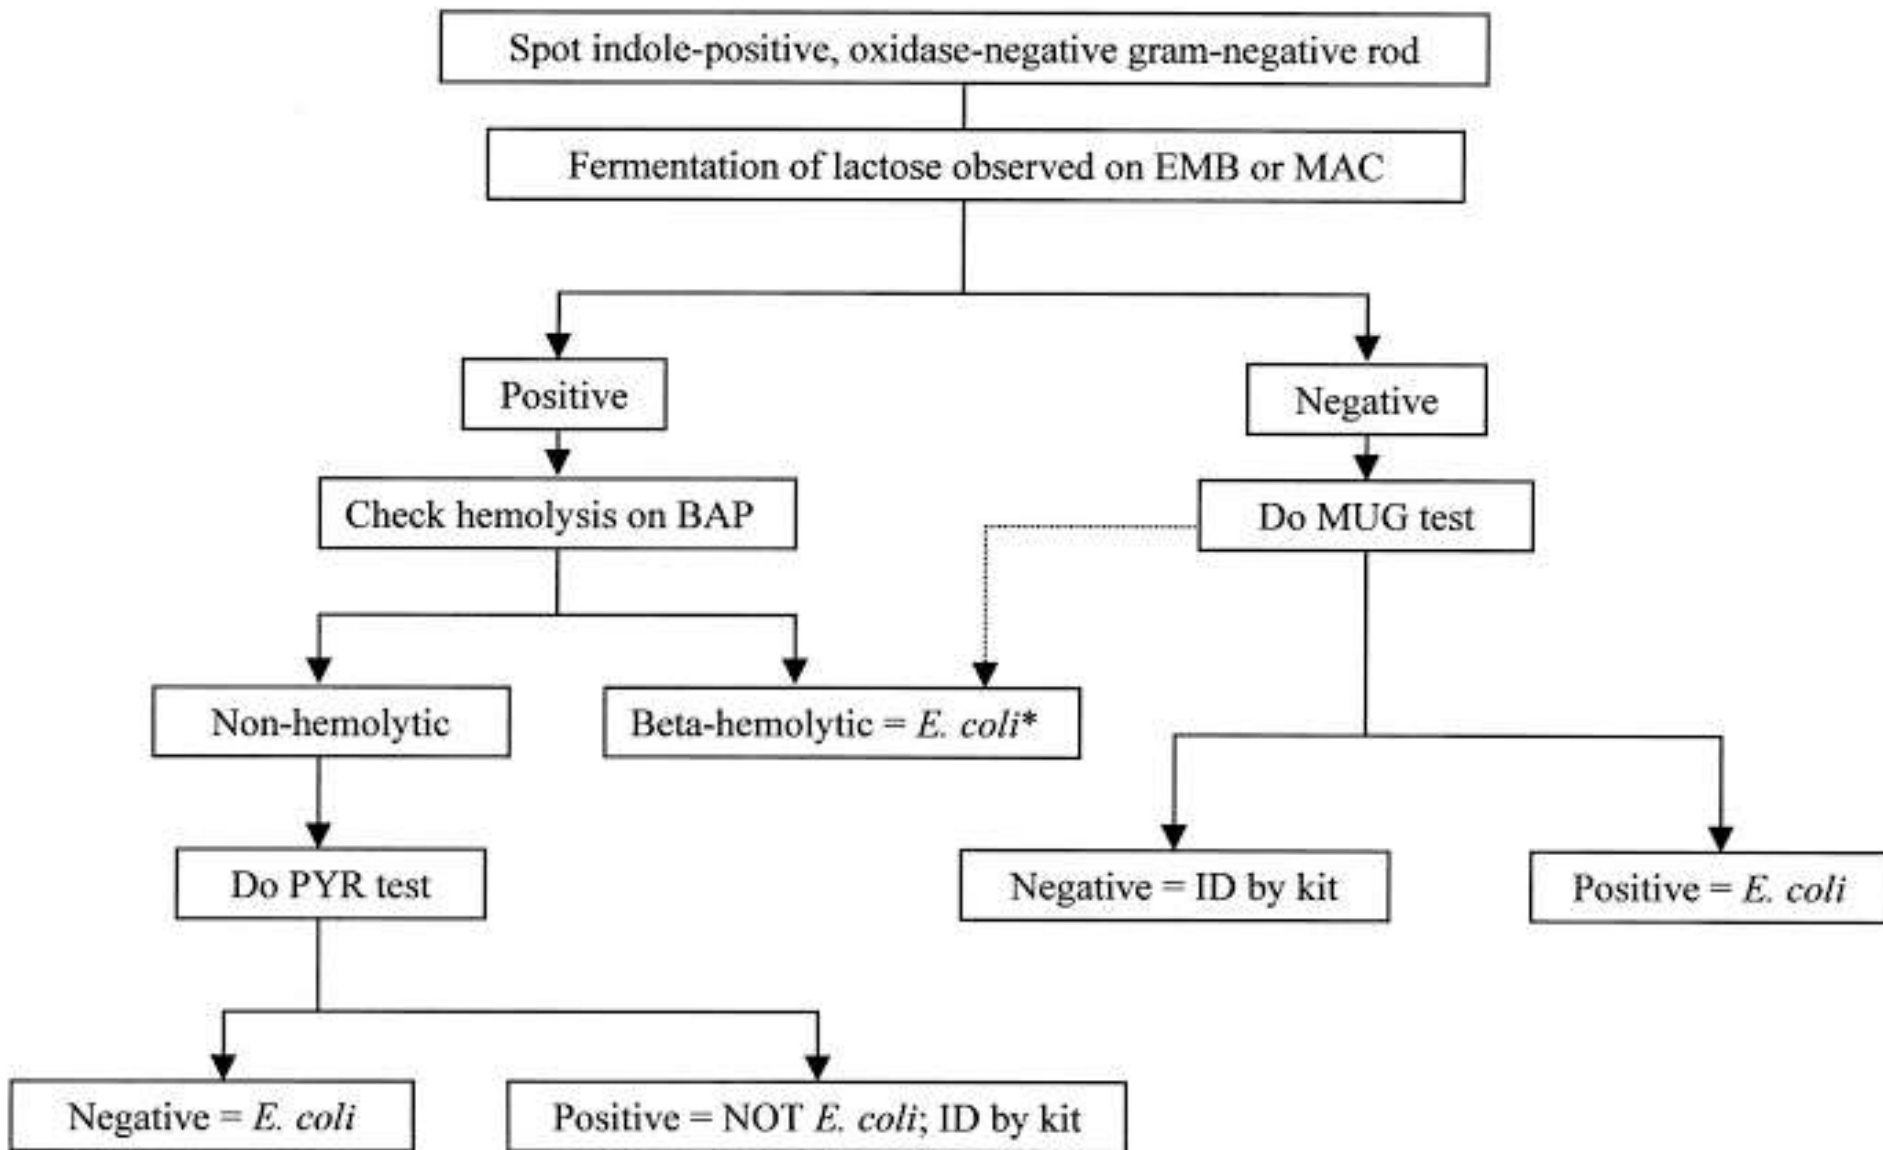 Spot indole-positive, oxidase-negative gram-negative rod
Fermentation of lactose observed on EMB or MAC
Positive
Negative
Check hemolysis on BAP
Do MUG test
Non-hemolytic
Beta-hemolytic = E. coli*
Do PYR test
Negative = ID by kit
Positive = E. coli
Negative = E. coli
Positive = NOT E. coli; ID by kit